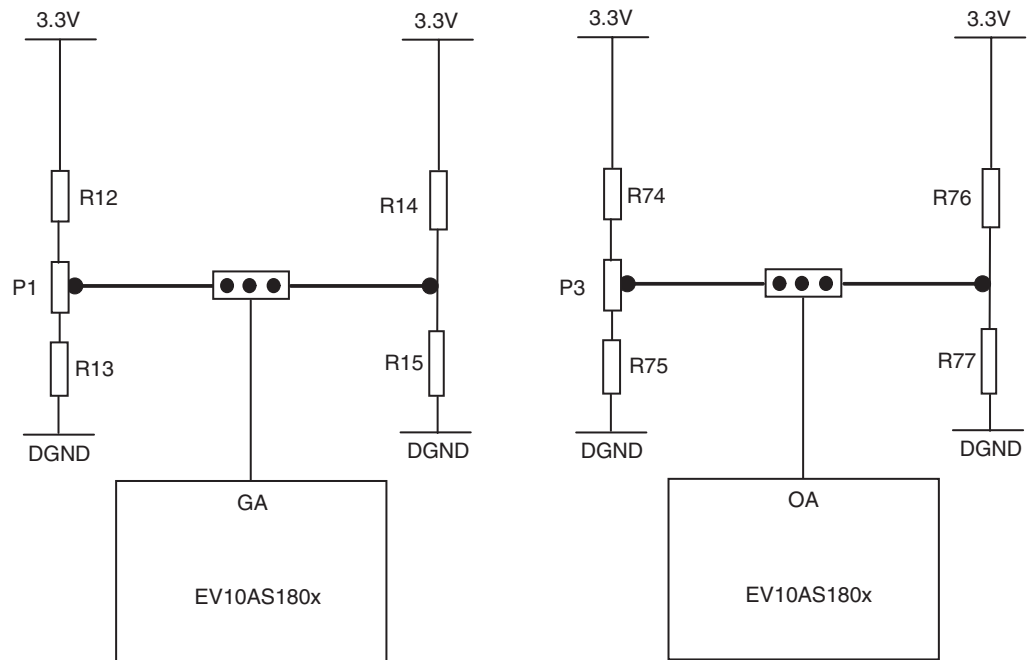 3.3V
3.3V
R12
R14
P1
R13
R15
DGND
DGND
GA
EV10AS180x
3.3V
3.3V
R74
R76
P3
R75
R77
DGND
DGND
OA
EV10AS180x